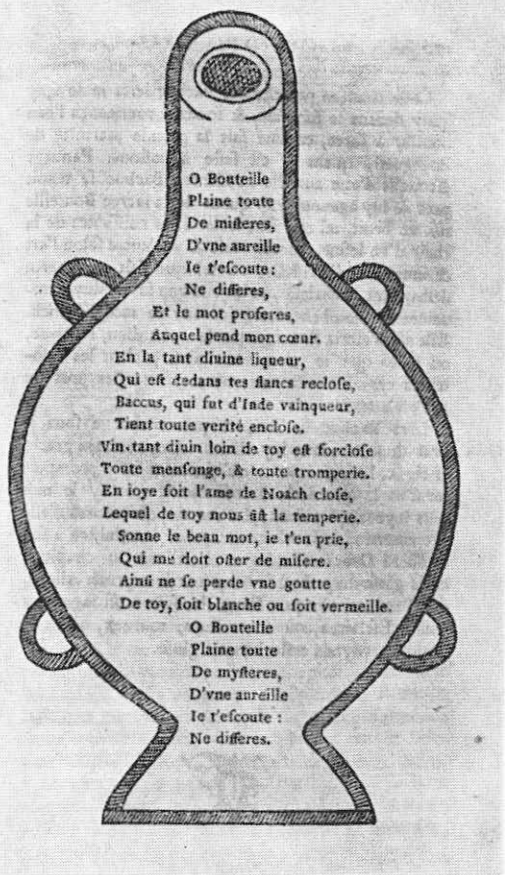 O Bouteille
Plaine toute
De miſteres,
D'vne aureille
Ie t'eſcoute:
Ne differes,
Et le mot proferes,
Auquel pend mon cœur.
En la tant diuine liqueur,
Qui eſt dedans tes flancs recloſe,
Baccus, qui fut d'Inde vainqueur,
Tient toute verité encloſe.
Vin tant diuin loin de toy eſt forcloſe
Toute menſonge, & toute tromperie.
En ioye ſoit l'ame de Noach cloſe,
Lequel de toy nous fiſt la temperie.
Sonne le beau mot, ie t'en prie,
Qui me doit oſter de miſere.
Ainſi ne ſe perde vne goutte
De toy, ſoit blanche ou ſoit vermeille.
O Bouteille
Plaine toute
De myſteres,
D'vne aureille
Ie t'eſcoute :
Ne differes.